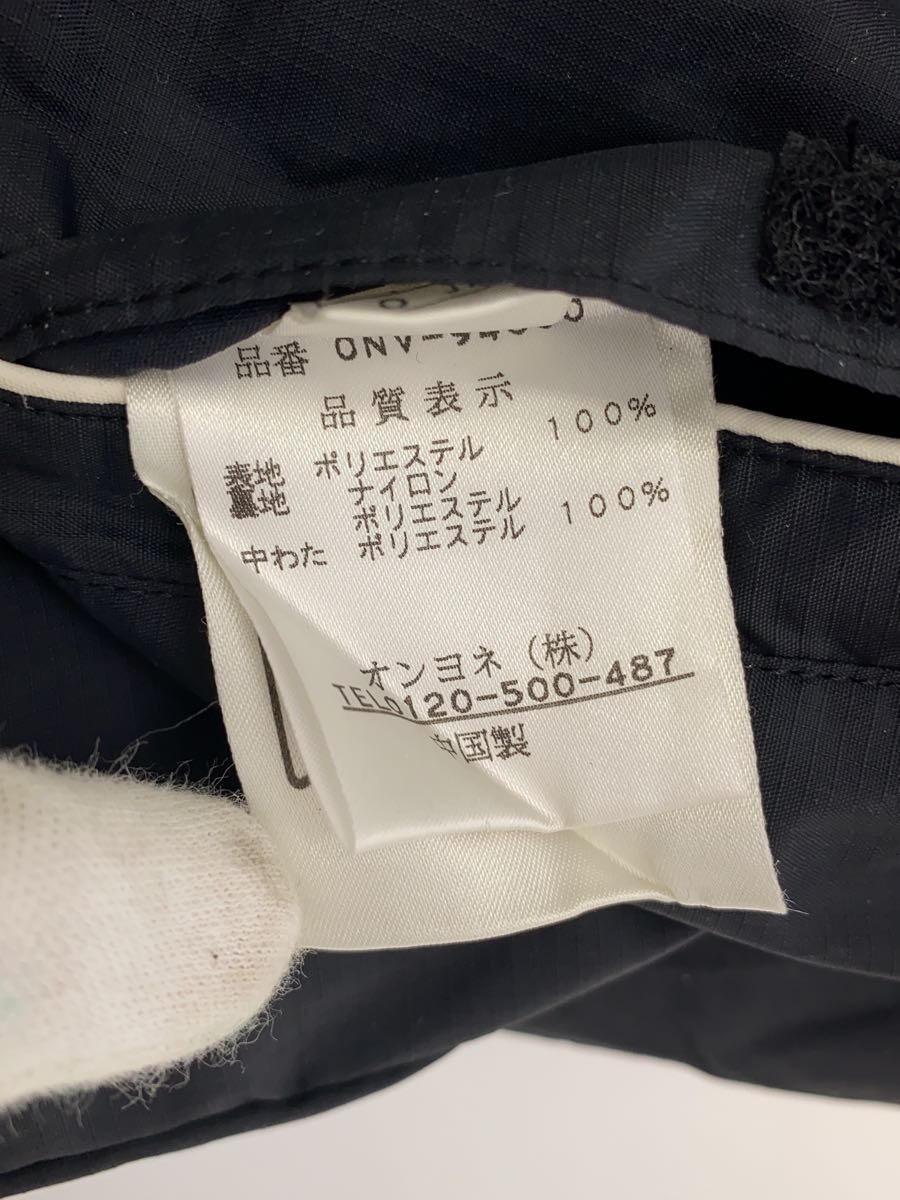 品番
品質表示
表地 ポリエステル 100%
裏地 ナイロン
ポリエステル
中わた ポリエステル 100%
オンヨネ（株）
TEL0120-500-487
中国製